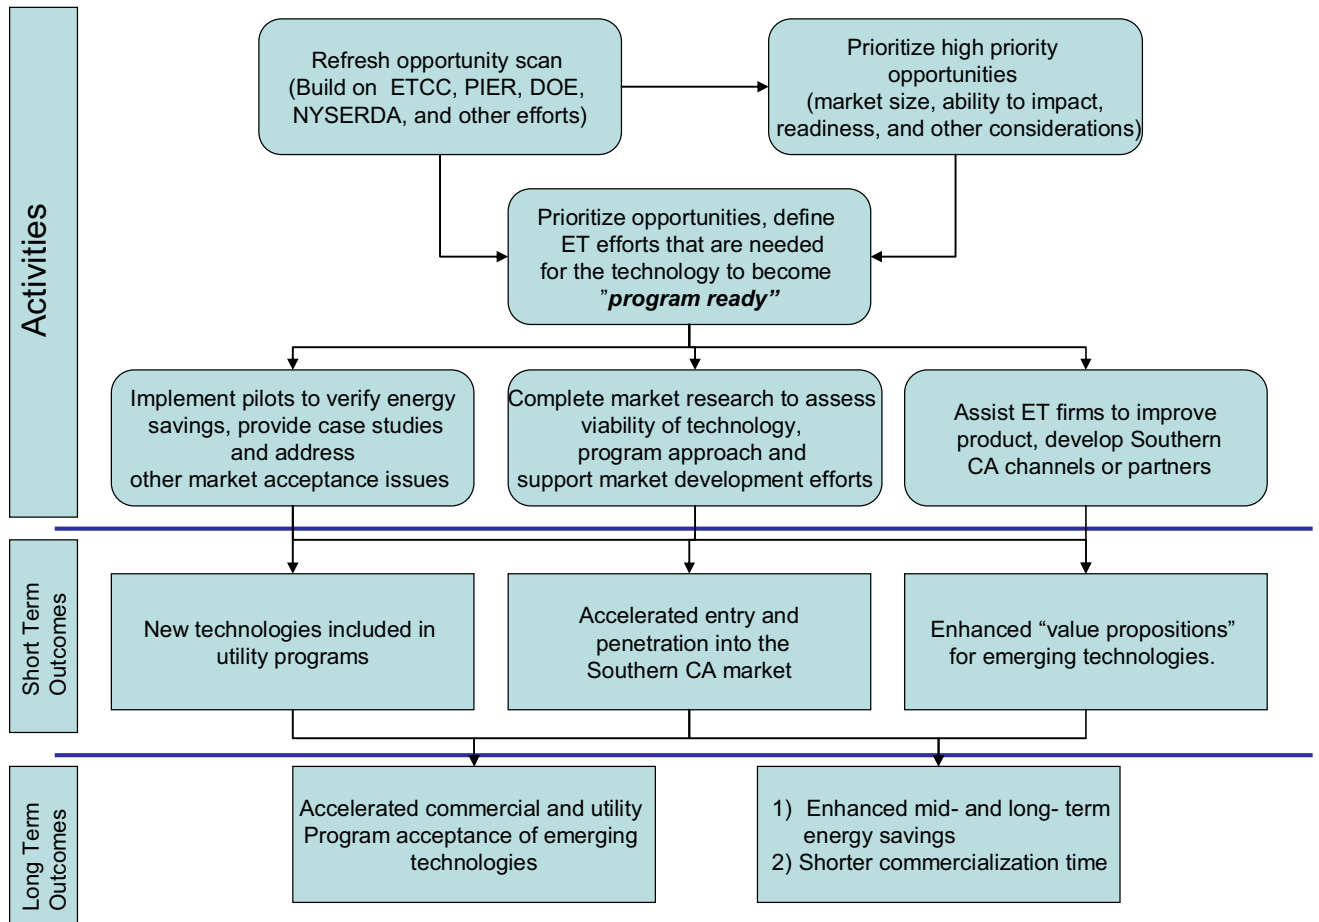 Activities
Refresh opportunity scan
(Build on ETCC, PIER, DOE,
NYSERDA, and other efforts)
Prioritize high priority
opportunities
(market size, ability to impact,
readiness, and other considerations)
Prioritize opportunities, define
ET efforts that are needed
for the technology to become
”program ready”
Implement pilots to verify energy
savings, provide case studies
and address
other market acceptance issues
Complete market research to assess
viability of technology,
program approach and
support market development efforts
Assist ET firms to improve
product, develop Southern
CA channels or partners
Short Term
Outcomes
New technologies included in
utility programs
Accelerated entry and
penetration into the
Southern CA market
Enhanced “value propositions”
for emerging technologies.
Long Term
Outcomes
Accelerated commercial and utility
Program acceptance of emerging
technologies
1) Enhanced mid- and long- term
energy savings
2) Shorter commercialization time